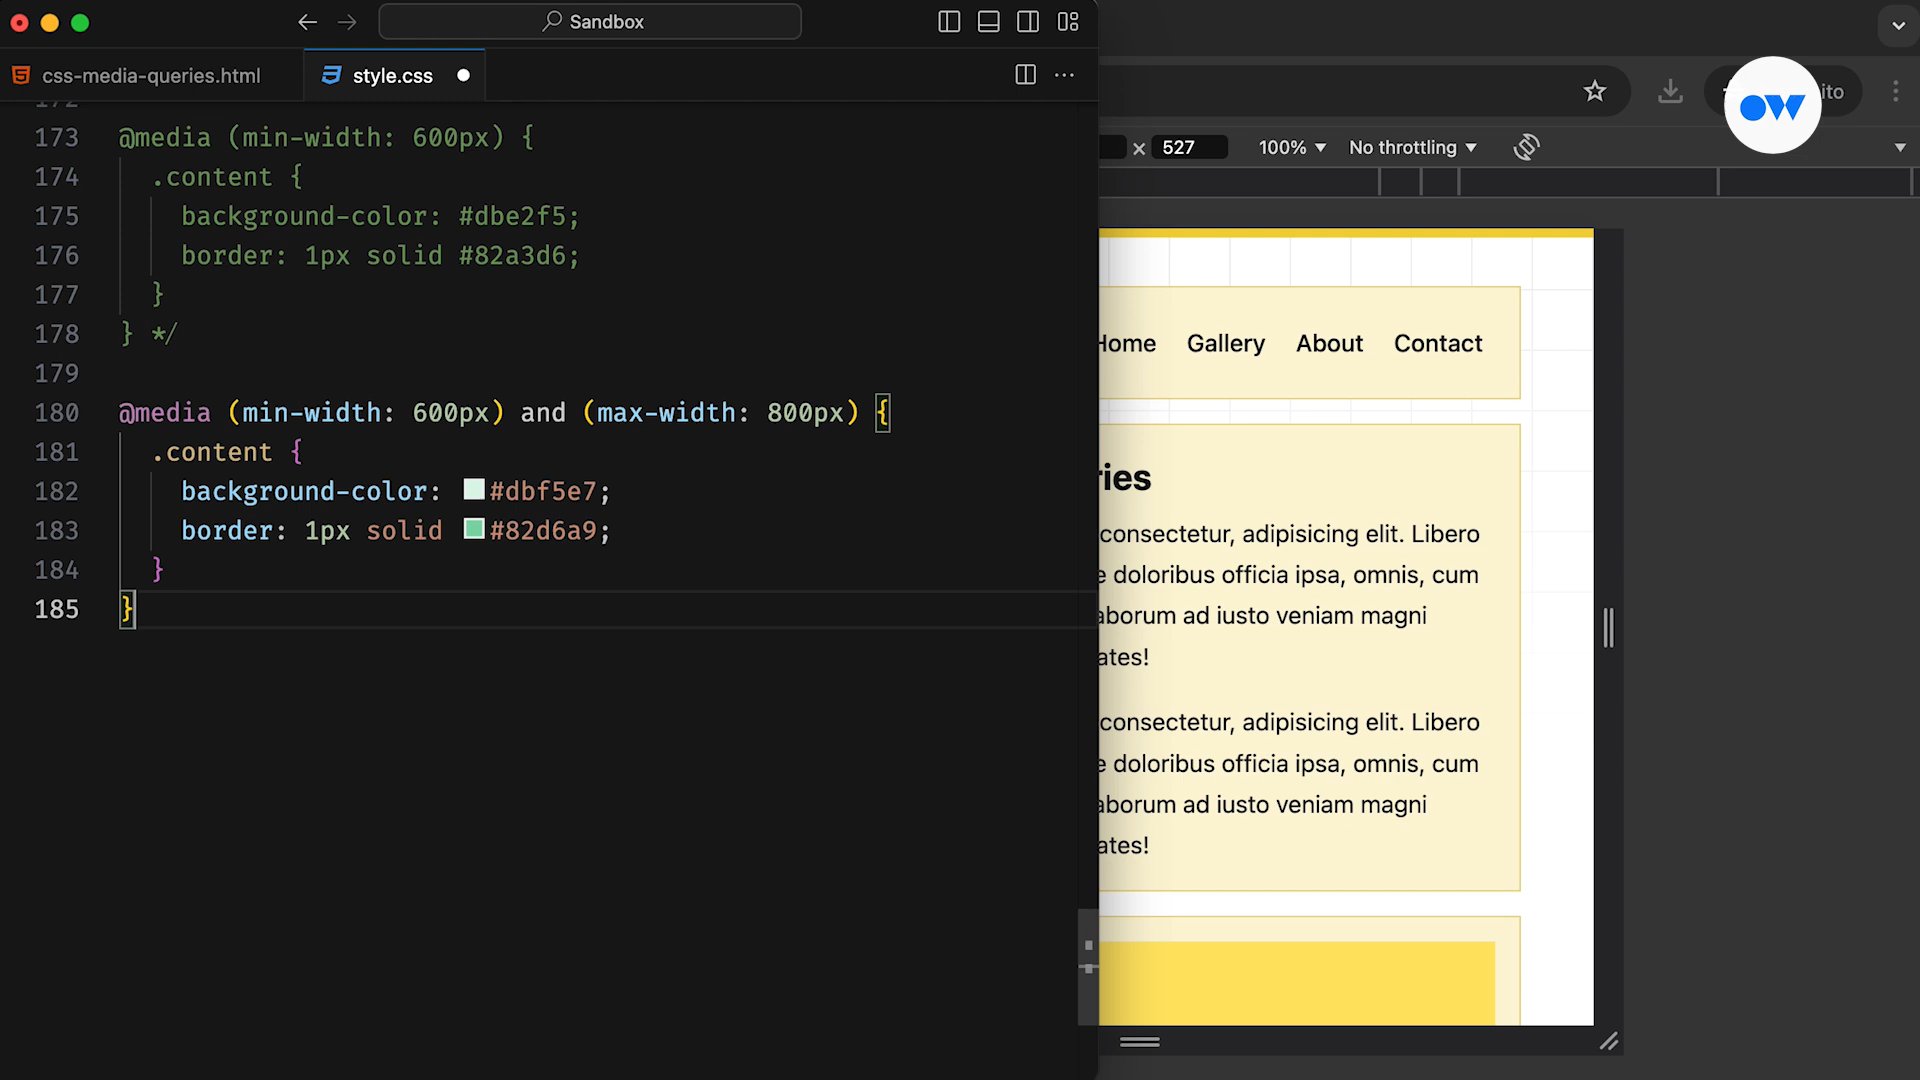 Sandbox
css-media-queries.html
style.css
173 @media (min-width: 600px) {
174 .content {
175 background-color: #dbe2f5;
176 border: 1px solid #82a3d6;
177 }
178 } */
179
180 @media (min-width: 600px) and (max-width: 800px) {
181 .content {
182 background-color: #dbf5e7;
183 border: 1px solid #82d6a9;
184 }
185 }
ow
× 527 100% No throttling
Home Gallery About Contact
ries
consectetur, adipisicing elit. Libero
e doloribus officia ipsa, omnis, cum
aborum ad iusto veniam magni
ates!
consectetur, adipisicing elit. Libero
e doloribus officia ipsa, omnis, cum
aborum ad iusto veniam magni
ates!